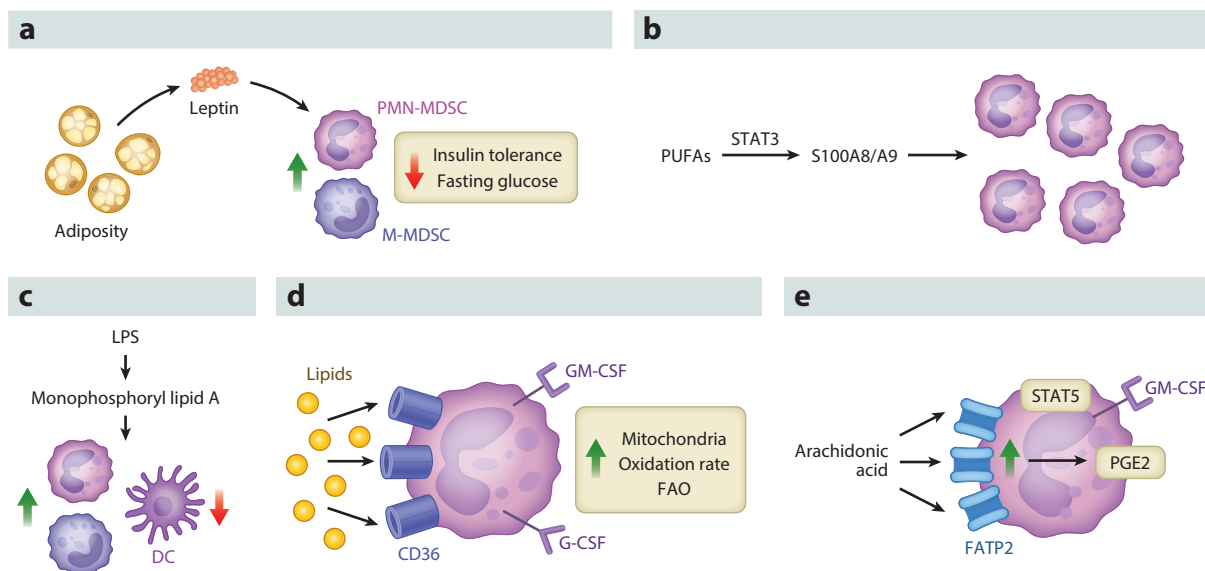 a
Leptin
Adiposity
PMN-MDSC
Insulin tolerance
Fasting glucose
M-MDSC
b
PUFAs
STAT3
S100A8/A9
c
LPS
Monophosphoryl lipid A
DC
d
Lipids
CD36
GM-CSF
G-CSF
Mitochondria
Oxidation rate
FAO
e
Arachidonic
acid
FATP2
STAT5
GM-CSF
PGE2